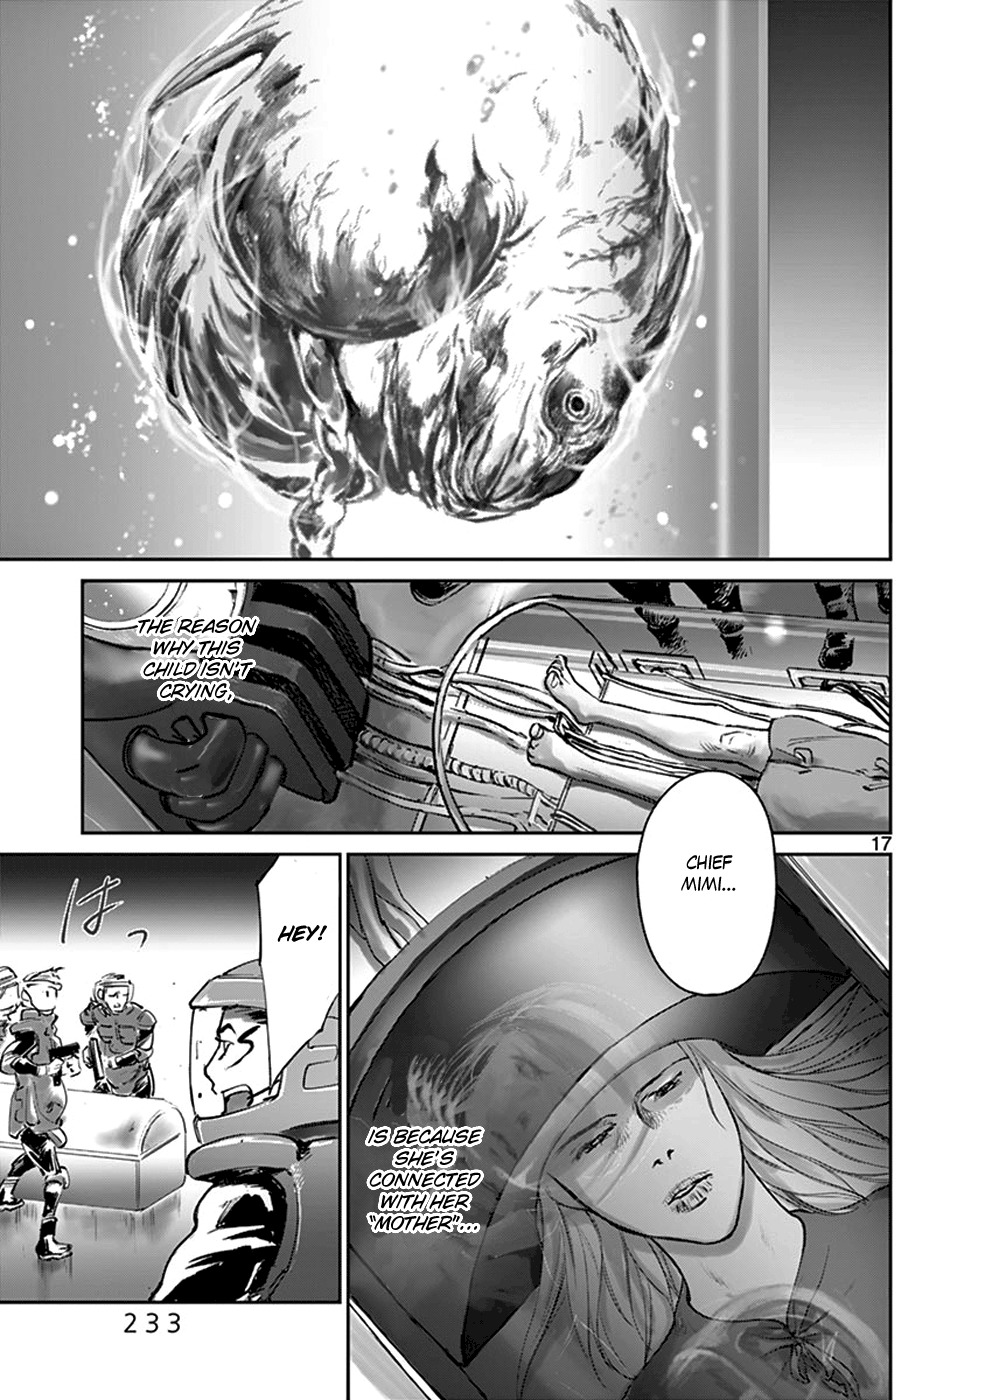 THE REASON
WHY THIS
CHILD ISN'T
CRYING,
17
CHIEF
MIMI...
IS BECAUSE
SHE'S
CONNECTED
WITH HER
"MOTHER"...
HEY!
はっ
233